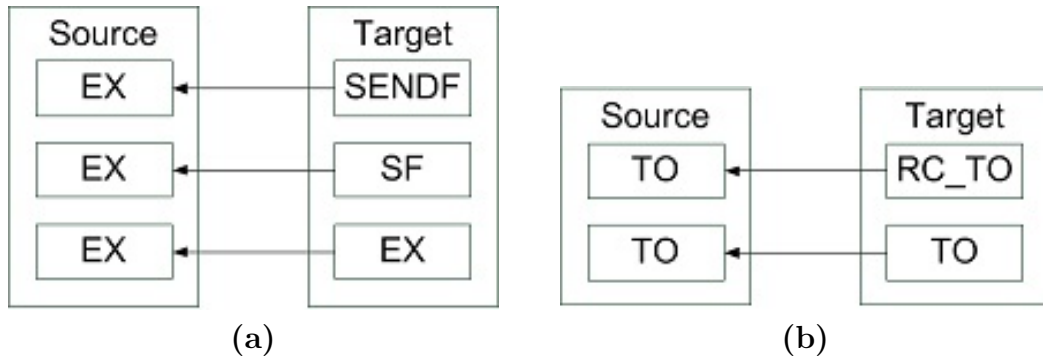 Source Target
EX SENDF
EX SF
EX EX
(a)
Source Target
TO RC_TO
TO TO
(b)